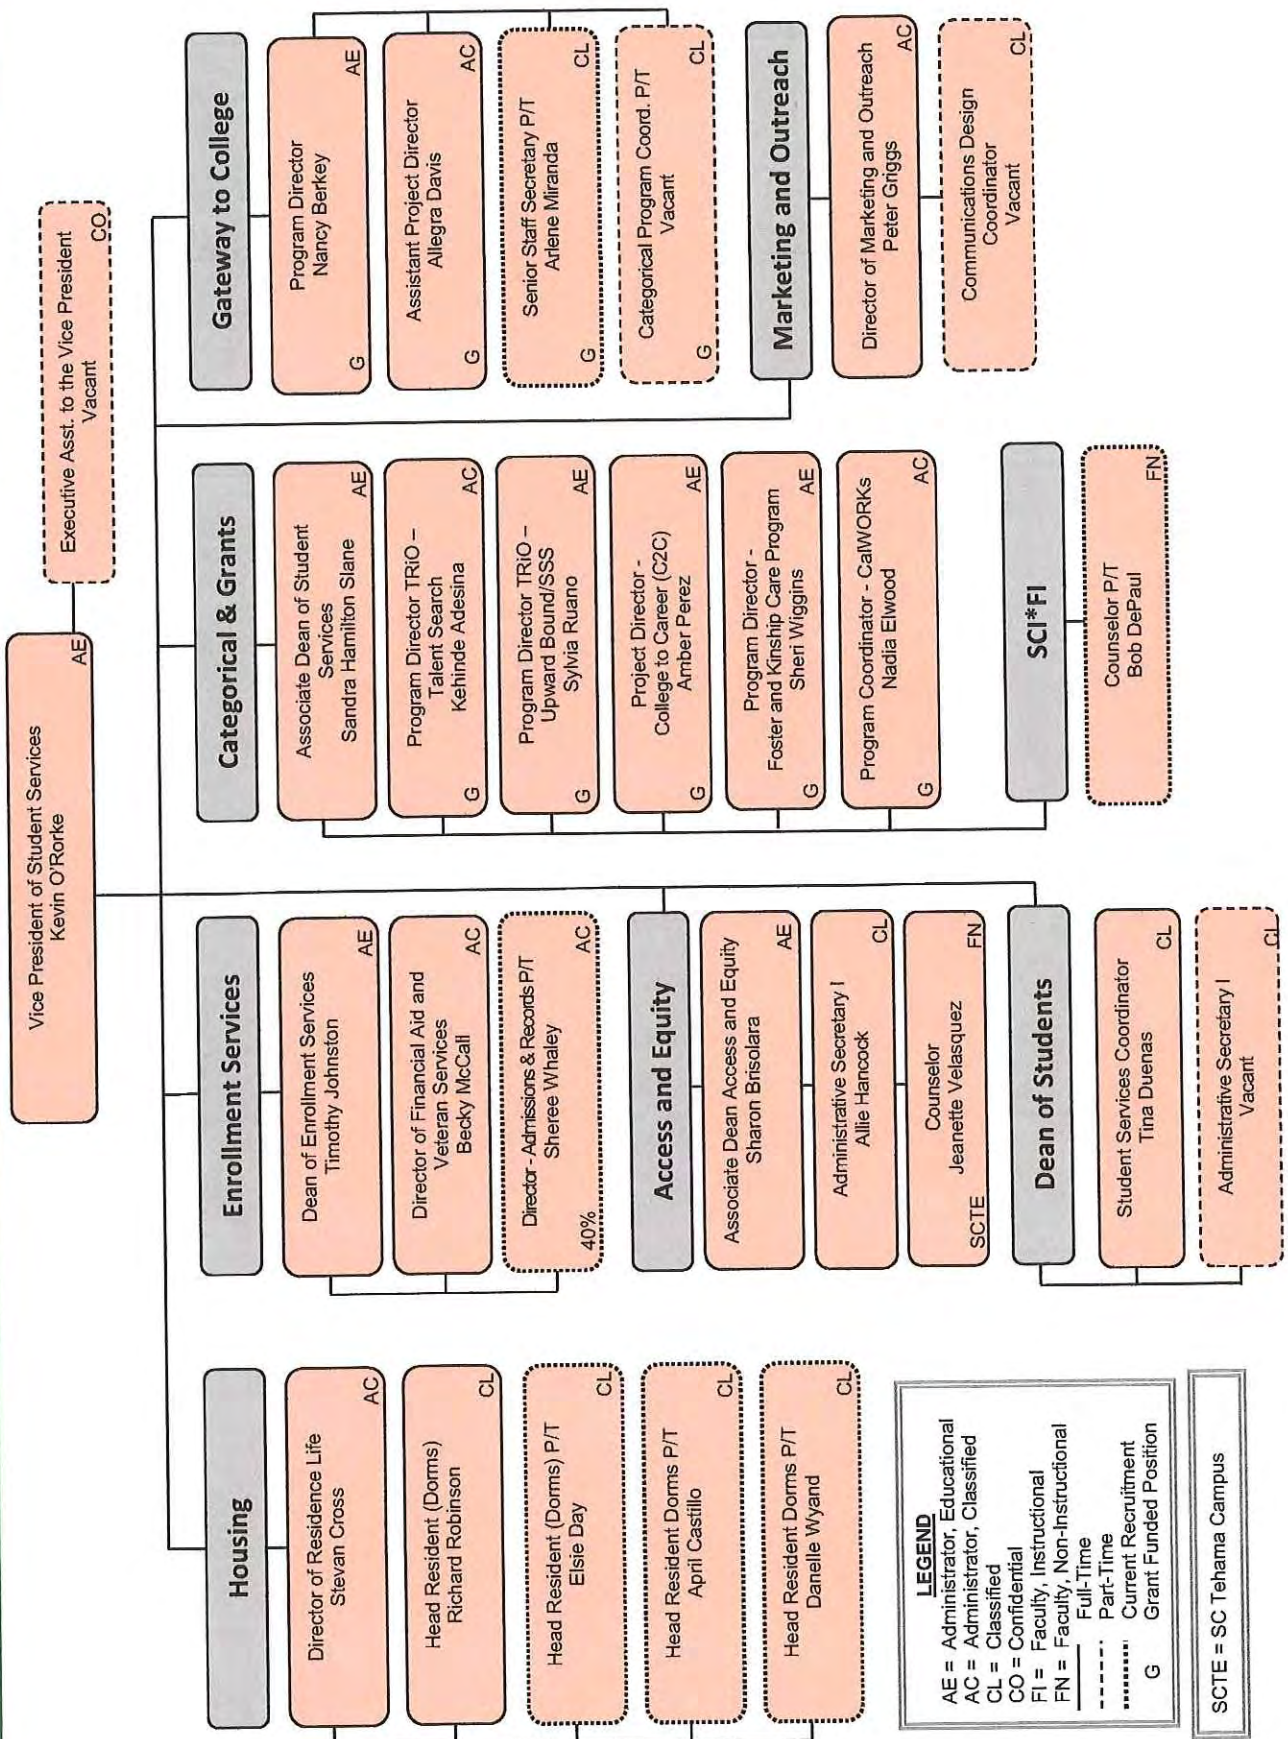 Vice President of Student Services
Kevin O'Rorke
AE
Executive Asst. to the Vice President
Vacant
CO
Housing
Director of Residence Life
Stevan Cross
AC
Head Resident (Dorms)
Richard Robinson
CL
Head Resident (Dorms) P/T
Elsie Day
CL
Head Resident Dorms P/T
April Castillo
CL
Head Resident Dorms P/T
Danelle Wyand
CL
Enrollment Services
Dean of Enrollment Services
Timothy Johnston
AE
Director of Financial Aid and
Veteran Services
Becky McCall
AC
Director - Admissions & Records P/T
Sheree Whaley
40%
AC
Access and Equity
Associate Dean Access and Equity
Sharon Brisolara
AE
Administrative Secretary I
Allie Hancock
CL
Counselor
Jeanette Velasquez
SCTE
FN
Dean of Students
Student Services Coordinator
Tina Duenas
CL
Administrative Secretary I
Vacant
CL
Categorical & Grants
Associate Dean of Student
Services
Sandra Hamilton Slane
AE
Program Director TRiO –
Talent Search
Kehinde Adesina
G
AC
Program Director TRiO –
Upward Bound/SSS
Sylvia Ruano
G
AE
Project Director -
College to Career (C2C)
Amber Perez
G
AE
Program Director -
Foster and Kinship Care Program
Sheri Wiggins
G
AE
Program Coordinator - CalWORKs
Nadia Elwood
G
AC
SCI*FI
Counselor P/T
Bob DePaul
FN
Gateway to College
Program Director
Nancy Berkey
G
AE
Assistant Project Director
Allegra Davis
G
AC
Senior Staff Secretary P/T
Arlene Miranda
G
CL
Categorical Program Coord. P/T
Vacant
G
CL
Marketing and Outreach
Director of Marketing and Outreach
Peter Griggs
AC
Communications Design
Coordinator
Vacant
CL
LEGEND
AE = Administrator, Educational
AC = Administrator, Classified
CL = Classified
CO = Confidential
FI = Faculty, Instructional
FN = Faculty, Non-Instructional
Full-Time
Part-Time
Current Recruitment
G Grant Funded Position
SCTE = SC Tehama Campus